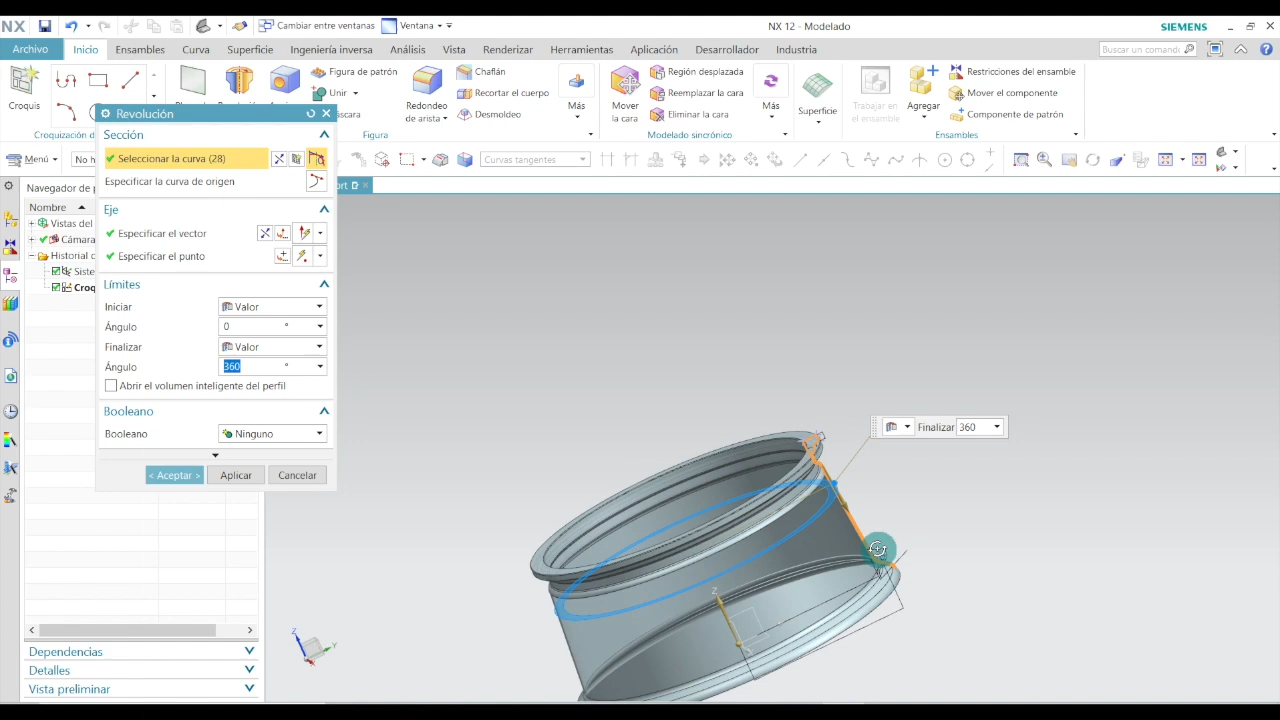 NX
Cambiar entre ventanas
Ventana
NX 12 - Modelado
SIEMENS
Archivo
Inicio
Ensambles
Curva
Superficie
Ingeniería inversa
Análisis
Vista
Renderizar
Herramientas
Aplicación
Desarrollador
Industria
Buscar un comando
Croquis
Figura de patrón
Unir
Redondeo
de arista
Chaflán
Recortar el cuerpo
Desmoldeo
Más
Mover
la cara
Región desplazada
Reemplazar la cara
Eliminar la cara
Más
Superficie
Trabajar en
el ensamble
Agregar
Restricciones del ensamble
Mover el componente
Componente de patrón
Figura
Modelado sincrónico
Ensambles
Menú
No h
Curvas tangentes
Navegador de p
Nombre
Vistas del
Cámara
Historial d
Siste
Croq
Revolución
Sección
Seleccionar la curva (28)
Especificar la curva de origen
Eje
Especificar el vector
Especificar el punto
Límites
Iniciar
Valor
Ángulo
0
°
Finalizar
Valor
Ángulo
360
°
Abrir el volumen inteligente del perfil
Booleano
Booleano
Ninguno
< Aceptar >
Aplicar
Cancelar
Finalizar 360
Z
Z
Y
Dependencias
Detalles
Vista preliminar